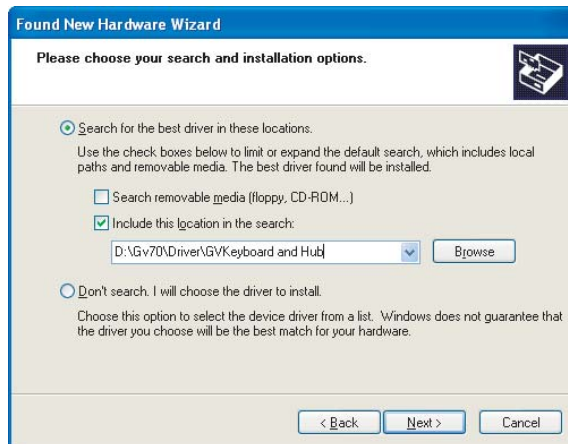 Found New Hardware Wizard
Please choose your search and installation options.
Search for the best driver in these locations.
Use the check boxes below to limit or expand the default search, which includes local
paths and removable media. The best driver found will be installed.
Search removable media (floppy, CD-ROM...)
Include this location in the search:
D:\Gv70\Driver\GVKeyboard and Hub
Browse
Don't search. I will choose the driver to install.
Choose this option to select the device driver from a list. Windows does not guarantee that
the driver you choose will be the best match for your hardware.
< Back Next > Cancel